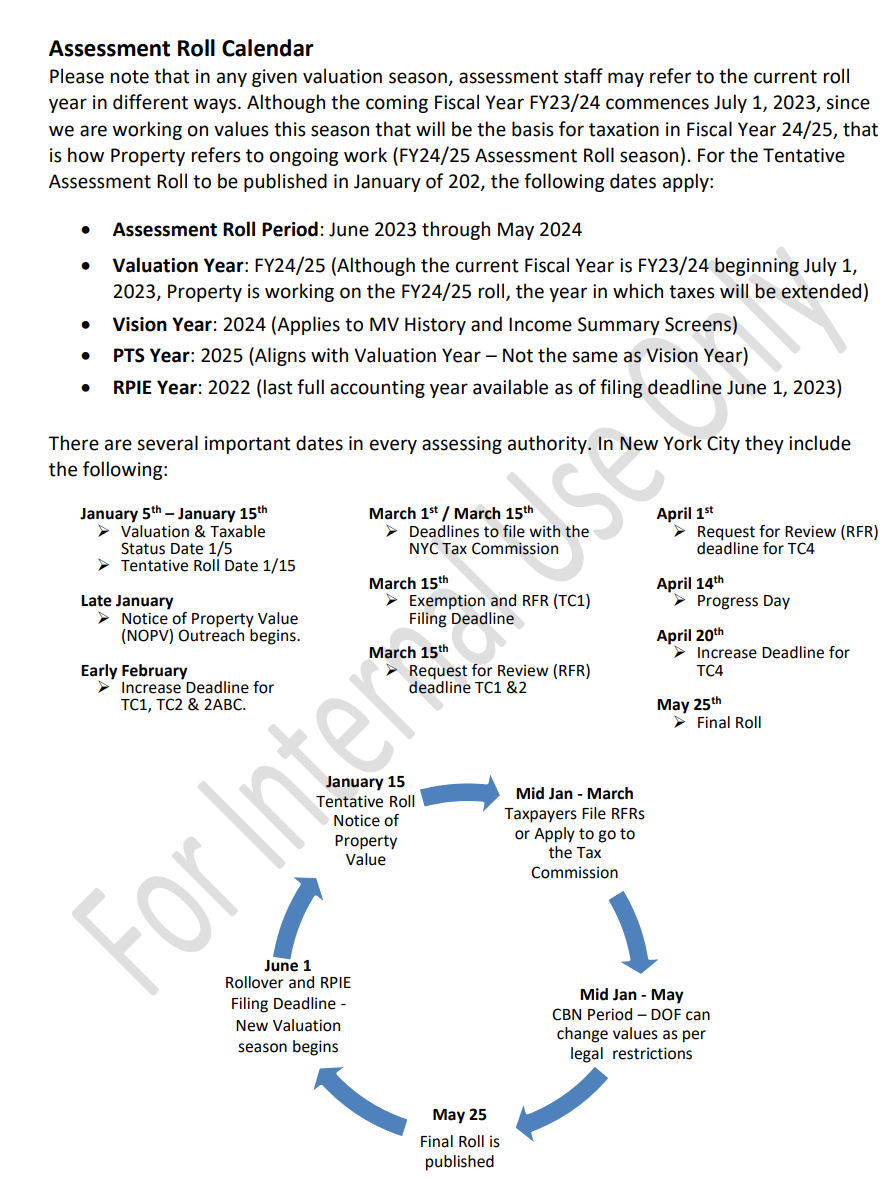 Assessment Roll Calendar
Please note that in any given valuation season, assessment staff may refer to the current roll
year in different ways. Although the coming Fiscal Year FY23/24 commences July 1, 2023, since
we are working on values this season that will be the basis for taxation in Fiscal Year 24/25, that
is how Property refers to ongoing work (FY24/25 Assessment Roll season). For the Tentative
Assessment Roll to be published in January of 202, the following dates apply:
• Assessment Roll Period: June 2023 through May 2024
• Valuation Year: FY24/25 (Although the current Fiscal Year is FY23/24 beginning July 1,
2023, Property is working on the FY24/25 roll, the year in which taxes will be extended)
• Vision Year: 2024 (Applies to MV History and Income Summary Screens)
• PTS Year: 2025 (Aligns with Valuation Year – Not the same as Vision Year)
• RPIE Year: 2022 (last full accounting year available as of filing deadline June 1, 2023)
There are several important dates in every assessing authority. In New York City they include
the following:
January 5th – January 15th
➢ Valuation & Taxable
Status Date 1/5
➢ Tentative Roll Date 1/15
Late January
➢ Notice of Property Value
(NOPV) Outreach begins.
Early February
➢ Increase Deadline for
TC1, TC2 & 2ABC.
March 1st / March 15th
➢ Deadlines to file with the
NYC Tax Commission
March 15th
➢ Exemption and RFR (TC1)
Filing Deadline
March 15th
➢ Request for Review (RFR)
deadline TC1 &2
April 1st
➢ Request for Review (RFR)
deadline for TC4
April 14th
➢ Progress Day
April 20th
➢ Increase Deadline for
TC4
May 25th
➢ Final Roll
January 15
Tentative Roll
Notice of
Property
Value
Mid Jan - March
Taxpayers File RFRs
or Apply to go to
the Tax
Commission
Mid Jan - May
CBN Period – DOF can
change values as per
legal restrictions
May 25
Final Roll is
published
June 1
Rollover and RPIE
Filing Deadline -
New Valuation
season begins
For Internal Use Only